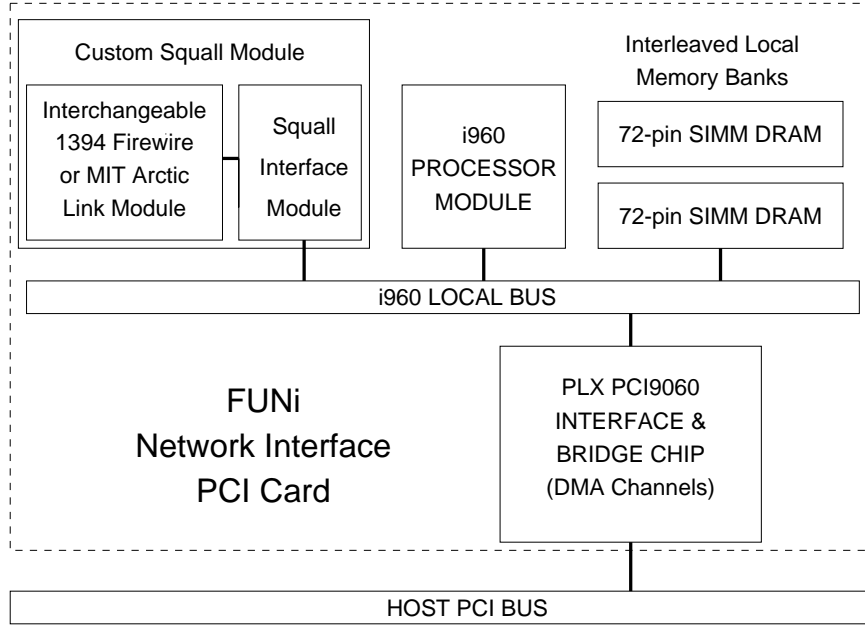 Custom Squall Module
Interchangeable
1394 Firewire
or MIT Arctic
Link Module
Squall
Interface
Module
i960
PROCESSOR
MODULE
Interleaved Local
Memory Banks
72-pin SIMM DRAM
72-pin SIMM DRAM
i960 LOCAL BUS
FUNi
Network Interface
PCI Card
PLX PCI9060
INTERFACE &
BRIDGE CHIP
(DMA Channels)
HOST PCI BUS